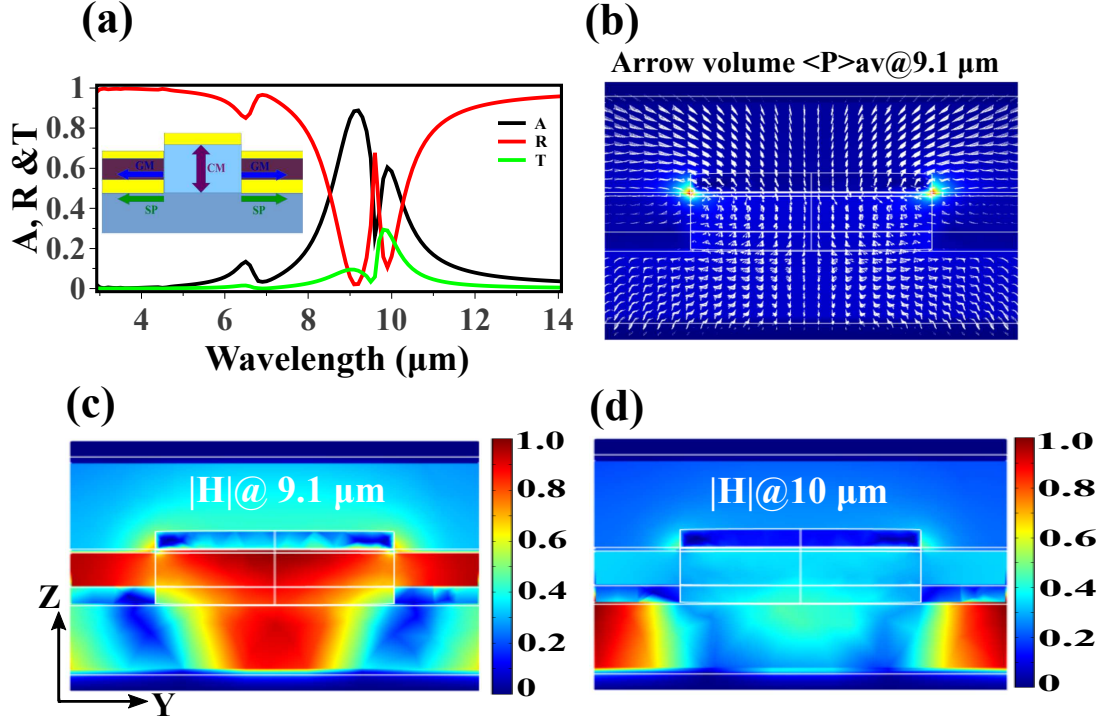 (a)
1
0.8
0.6
0.4
0.2
0
A, R &T
A
R
T
GM
CM
GM
SP
SP
4
6
8
10
12
14
Wavelength (μm)
(b)
Arrow volume <P>av@9.1 μm
(c)
|H|@ 9.1 μm
1.0
0.8
0.6
0.4
0.2
0
Z
Y
(d)
|H|@10 μm
1.0
0.8
0.6
0.4
0.2
0